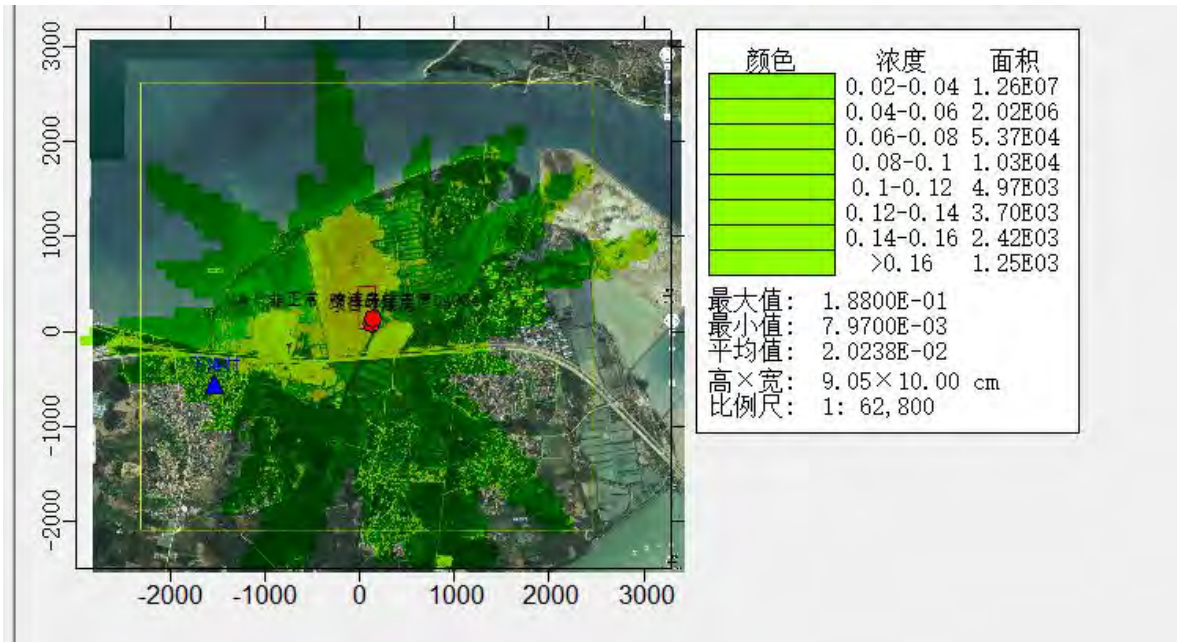 3000
2000
1000
0
-1000
-2000
-2000 -1000 0 1000 2000 3000
非正常
颜色 浓度 面积
0.02-0.04 1.26E07
0.04-0.06 2.02E06
0.06-0.08 5.37E04
0.08-0.1 1.03E04
0.1-0.12 4.97E03
0.12-0.14 3.70E03
0.14-0.16 2.42E03
>0.16 1.25E03
最大值: 1.8800E-01
最小值: 7.9700E-03
平均值: 2.0238E-02
高×宽: 9.05×10.00 cm
比例尺: 1: 62,800